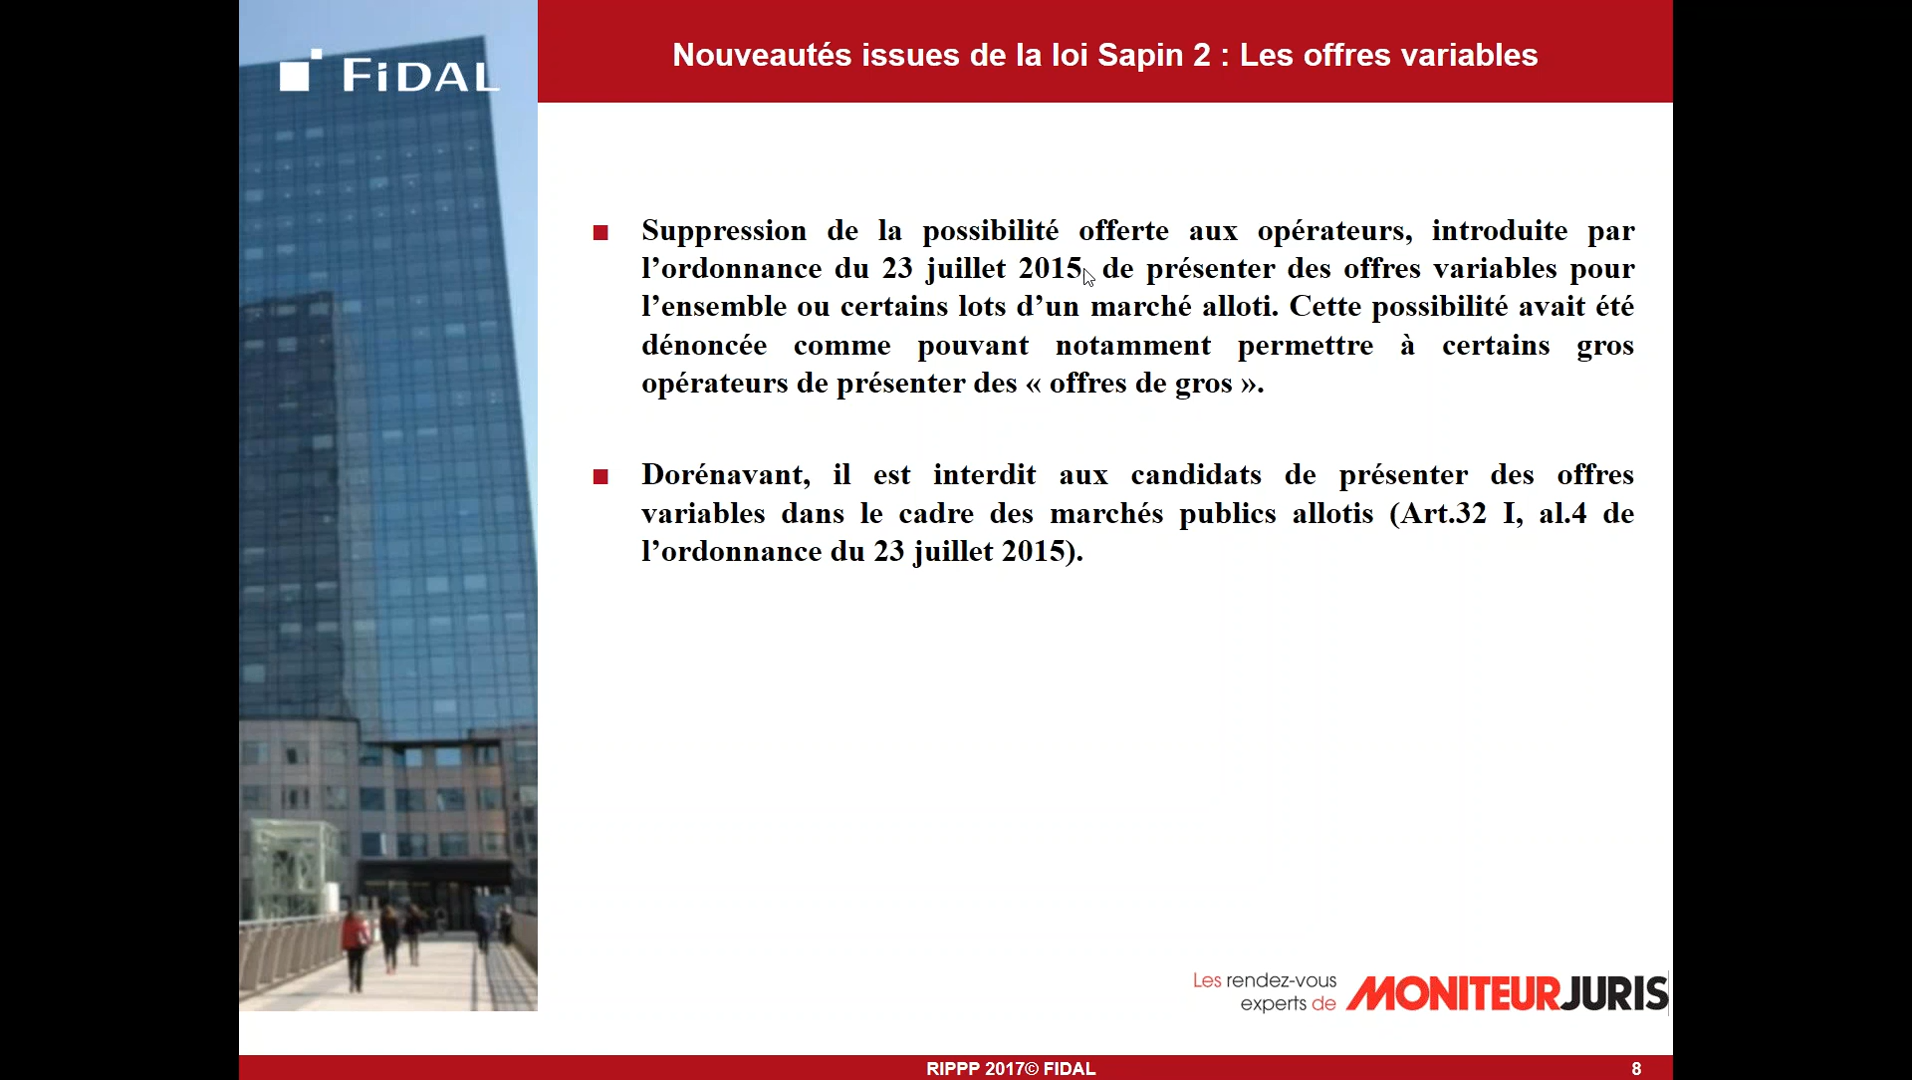 FiDAL
Nouveautés issues de la loi Sapin 2 : Les offres variables
Suppression de la possibilité offerte aux opérateurs, introduite par
l’ordonnance du 23 juillet 2015, de présenter des offres variables pour
l’ensemble ou certains lots d’un marché alloti. Cette possibilité avait été
dénoncée comme pouvant notamment permettre à certains gros
opérateurs de présenter des « offres de gros ».
Dorénavant, il est interdit aux candidats de présenter des offres
variables dans le cadre des marchés publics allotis (Art.32 I, al.4 de
l’ordonnance du 23 juillet 2015).
Les rendez-vous
experts de
MONITEURJURIS
RIPPP 2017© FIDAL
8